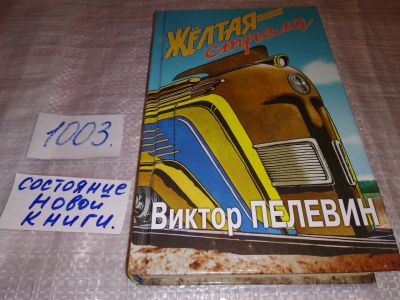 ЖЁЛТАЯ
стрела
Виктор ПЕЛЕВИН
1003.
состояние
новой
книги.